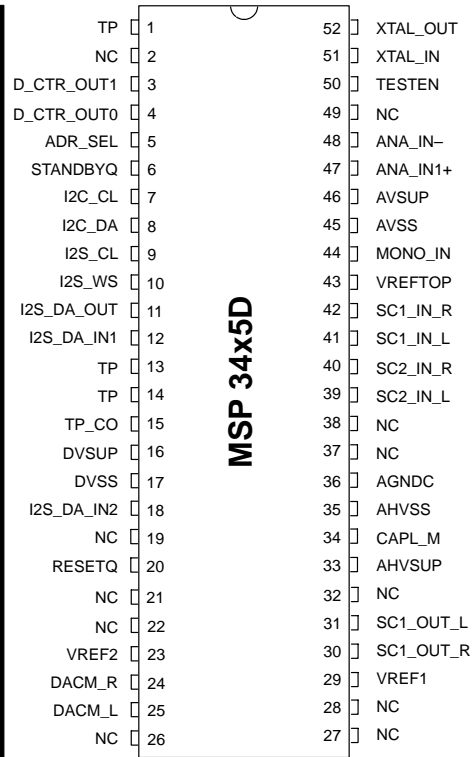 TP 1 52 XTAL_OUT
NC 2 51 XTAL_IN
D_CTR_OUT1 3 50 TESTEN
D_CTR_OUT0 4 49 NC
ADR_SEL 5 48 ANA_IN–
STANDBYQ 6 47 ANA_IN1+
I2C_CL 7 46 AVSUP
I2C_DA 8 45 AVSS
I2S_CL 9 44 MONO_IN
I2S_WS 10 43 VREFTOP
I2S_DA_OUT 11 42 SC1_IN_R
I2S_DA_IN1 12 41 SC1_IN_L
TP 13 40 SC2_IN_R
TP 14 39 SC2_IN_L
TP_CO 15 38 NC
DVSUP 16 37 NC
DVSS 17 36 AGNDC
I2S_DA_IN2 18 35 AHVSS
NC 19 34 CAPL_M
RESETQ 20 33 AHVSUP
NC 21 32 NC
NC 22 31 SC1_OUT_L
VREF2 23 30 SC1_OUT_R
DACM_R 24 29 VREF1
DACM_L 25 28 NC
NC 26 27 NC
MSP 34x5D